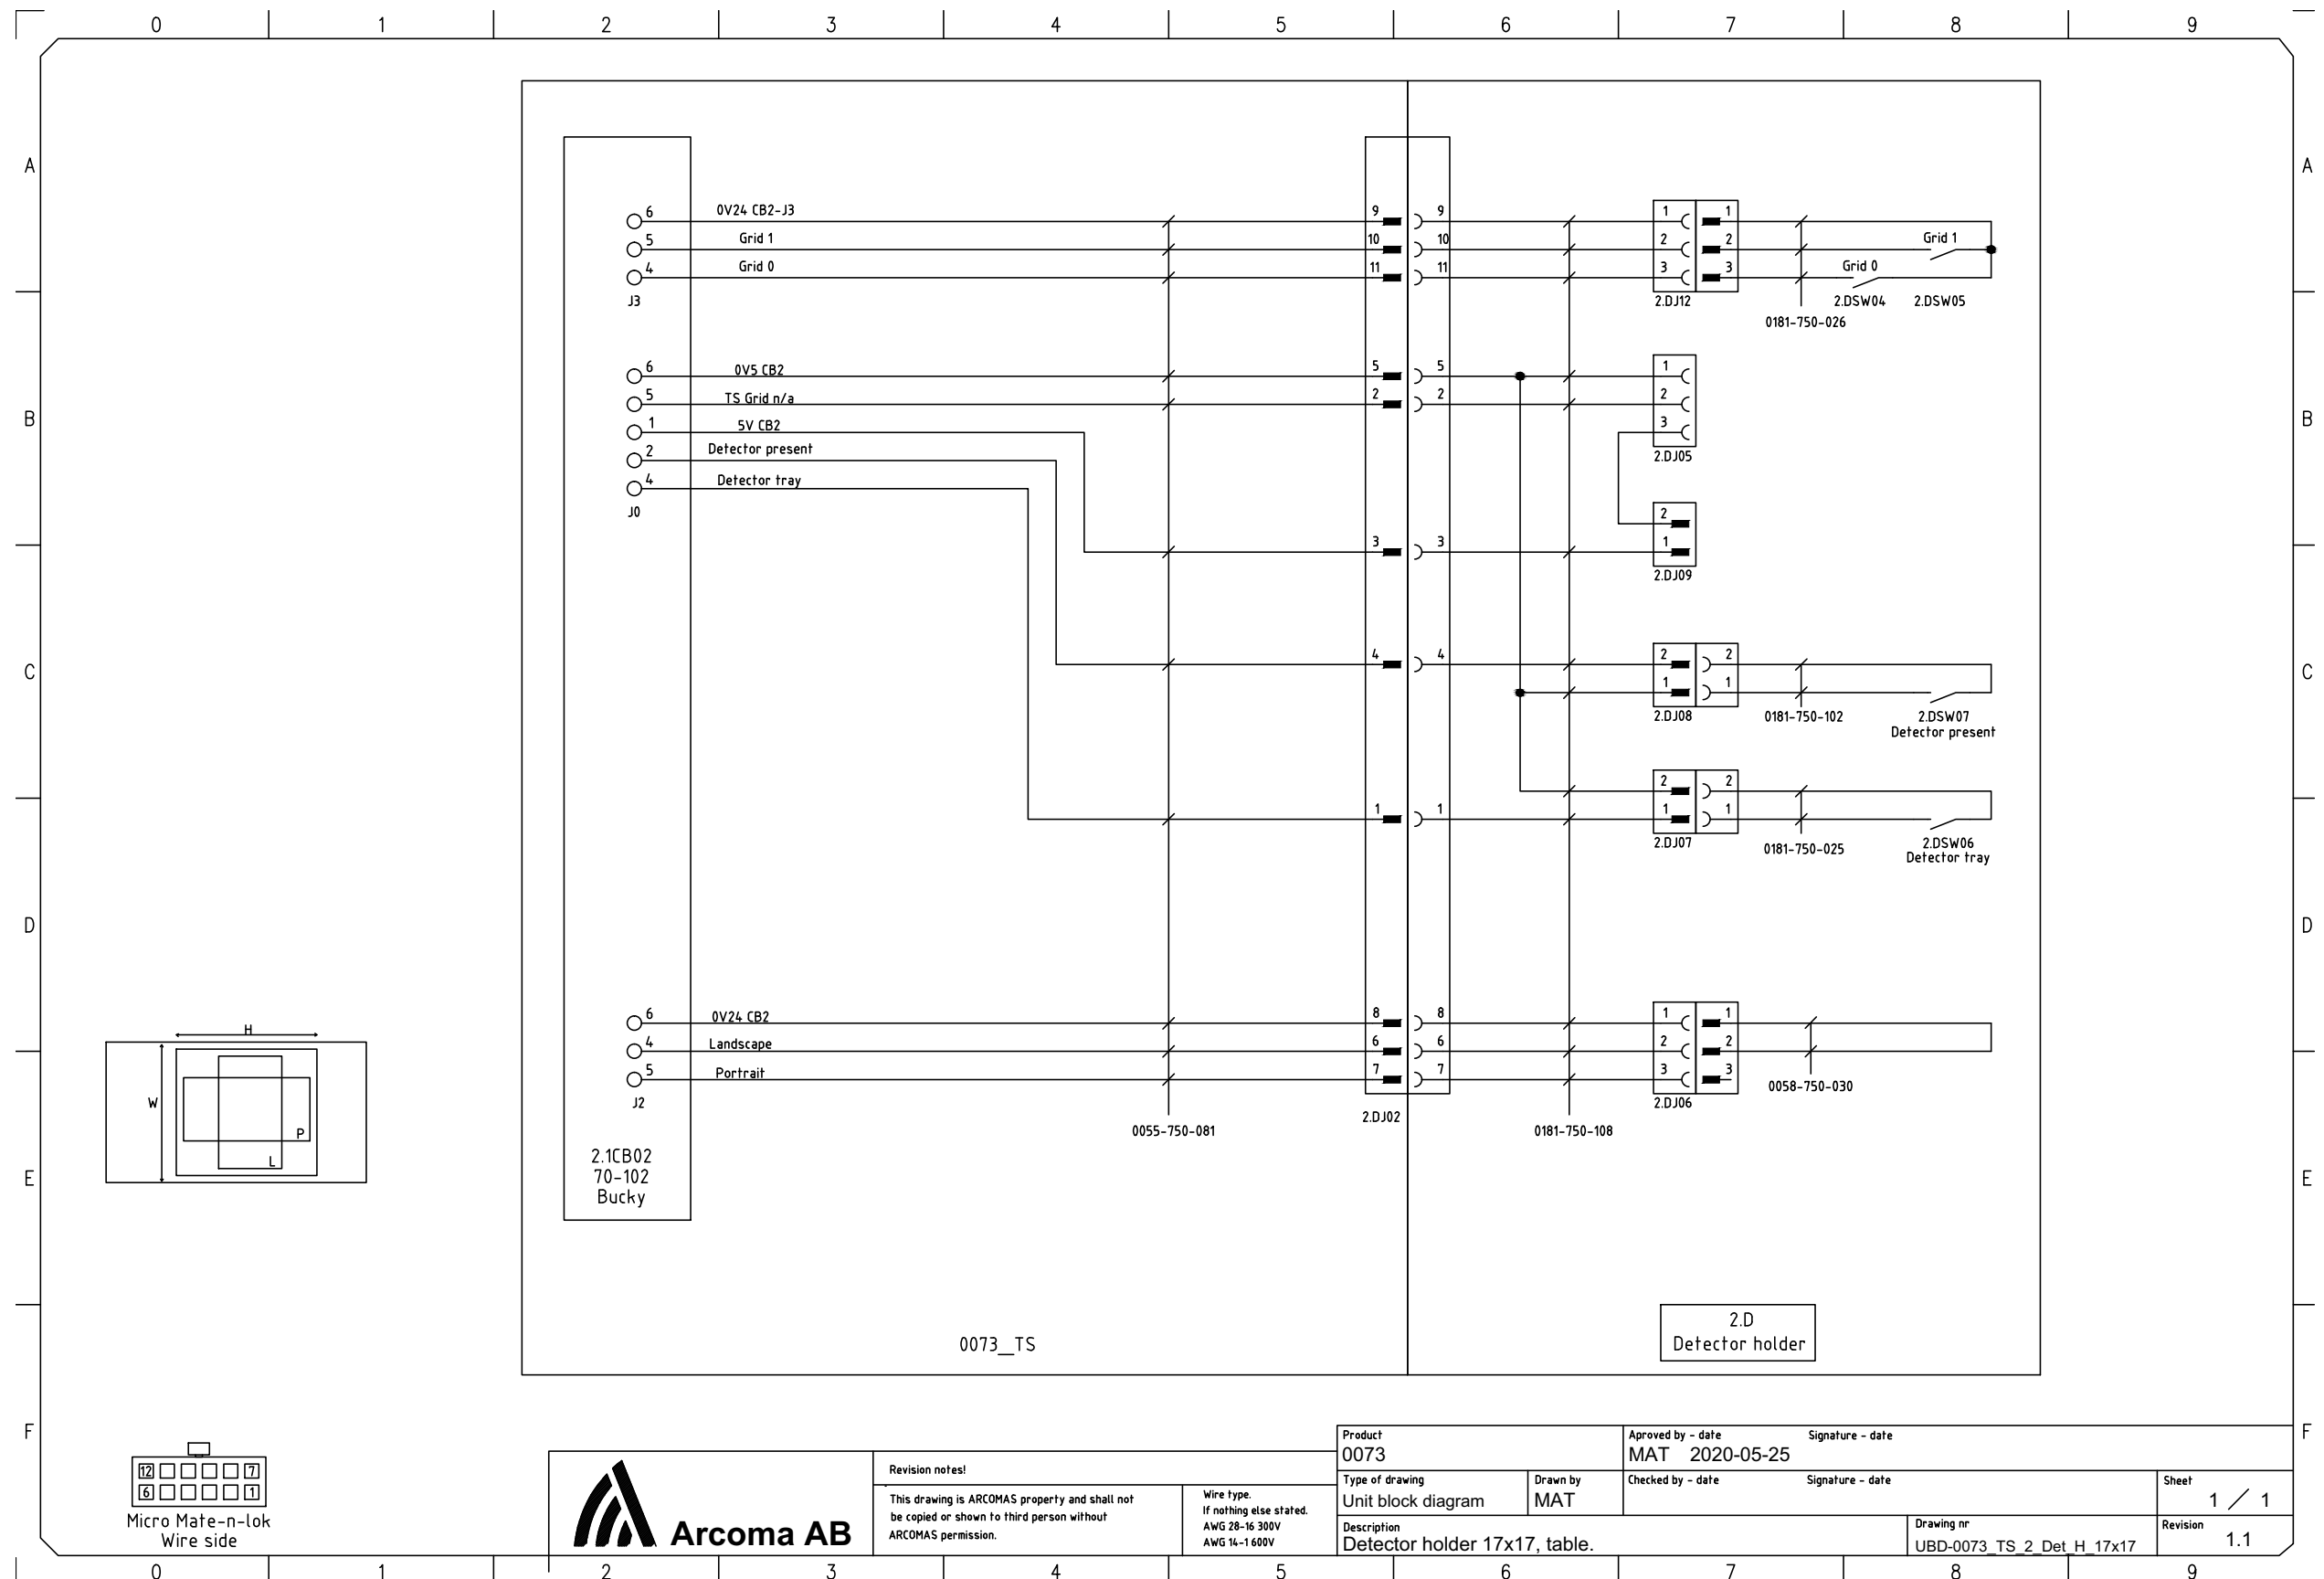 0 1 2 3 4 5 6 7 8 9
A A
6 0V24 CB2-J3 9 9 1 1
5 Grid 1 10 10 2 2 Grid 1
4 Grid 0 11 11 3 3 Grid 0
J3 2.DJ12 2.DSW04 2.DSW05
0181-750-026
6 0V5 CB2 5 5 1
5 TS Grid n/a 2 2 2
B B
1 5V CB2 3
2 Detector present
2.DJ05
4 Detector tray
J0 2
3 3 1
2.DJ09
4 4 2 2
C C
1 1
2.DJ08 0181-750-102 2.DSW07
Detector present
2 2
1 1 1 1
2.DJ07 0181-750-025 2.DSW06
Detector tray
D D
6 0V24 CB2 8 8 1 1
4 Landscape 6 6 2 2
5 Portrait 7 7 3 3
J2 2.DJ06 0058-750-030
2.DJ02
0055-750-081 0181-750-108
H
W
P
L
2.1CB02
70-102
Bucky
E E
2.D
0073_TS Detector holder
F F
12 7
6 1
Micro Mate-n-lok
Wire side
Arcoma AB
Revision notes!
This drawing is ARCOMAS property and shall not
be copied or shown to third person without
ARCOMAS permission.
Wire type.
If nothing else stated.
AWG 28-16 300V
AWG 14-1 600V
Product
0073
Aproved by - date Signature - date
MAT 2020-05-25
Type of drawing
Unit block diagram
Drawn by
MAT
Checked by - date Signature - date
Sheet
1 / 1
Description
Detector holder 17x17, table.
Drawing nr
UBD-0073_TS_2_Det_H_17x17
Revision
1.1
0 1 2 3 4 5 6 7 8 9